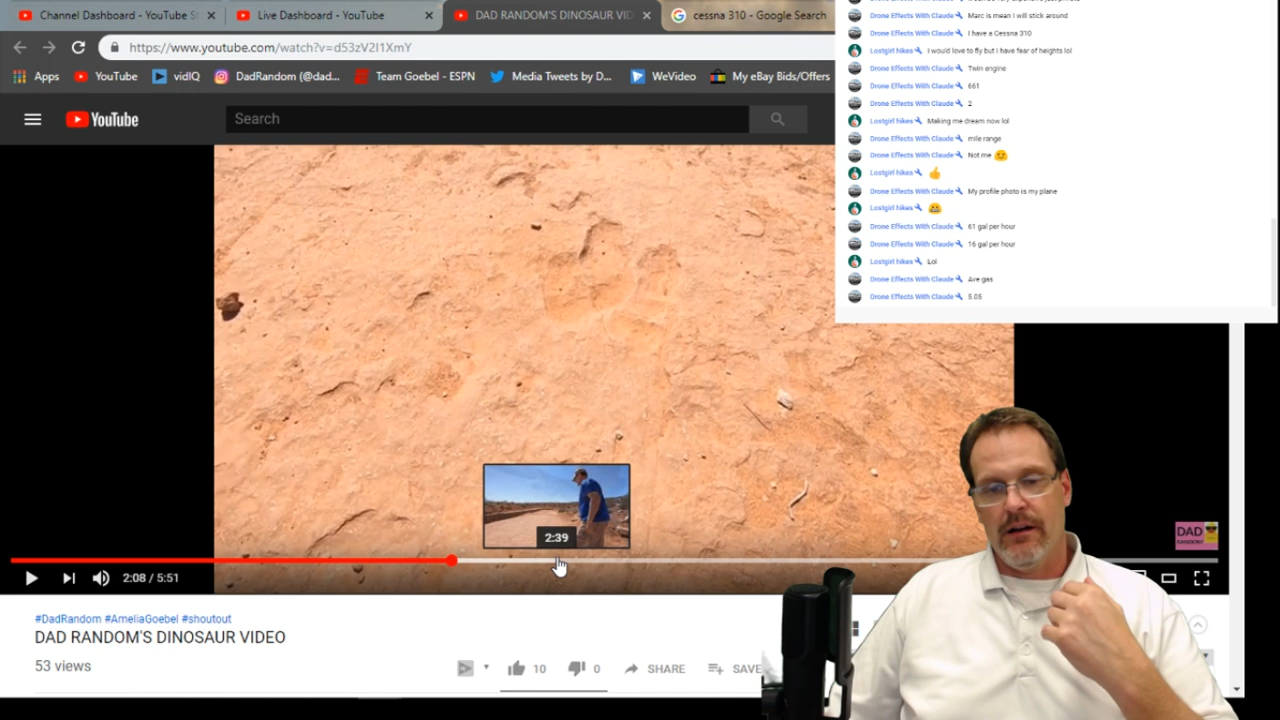 Channel Dashboard - YouTube S
Live Dashboard - YouTube
DAD RANDOM'S DINOSAUR VID
cessna 310 - Google Search
https://www.youtube.com/watch?v=d53zV2I1XmY
Apps
YouTube
vidIQ
DadRandom (@dad...
Team Goebel - ESPN
Media Tweets by D...
WeVideo
My eBay Bids/Offers
YouTube
Search
Drone Effects With Claude Marc is mean I will stick around
Drone Effects With Claude I have a Cessna 310
Lostgirl hikes I would love to fly but I have fear of heights lol
Drone Effects With Claude Twin engine
Drone Effects With Claude 661
Drone Effects With Claude 2
Lostgirl hikes Making me dream now lol
Drone Effects With Claude mile range
Drone Effects With Claude Not me 😊
Lostgirl hikes 👍
Drone Effects With Claude My profile photo is my plane
Lostgirl hikes 😀
Drone Effects With Claude 61 gal per hour
Drone Effects With Claude 16 gal per hour
Lostgirl hikes Lol
Drone Effects With Claude Ave gas
Drone Effects With Claude 5.05
2:39
DAD
2:08 / 5:51
#DadRandom #AmeliaGoebel #shoutout
DAD RANDOM'S DINOSAUR VIDEO
53 views
10
0
SHARE
SAVE